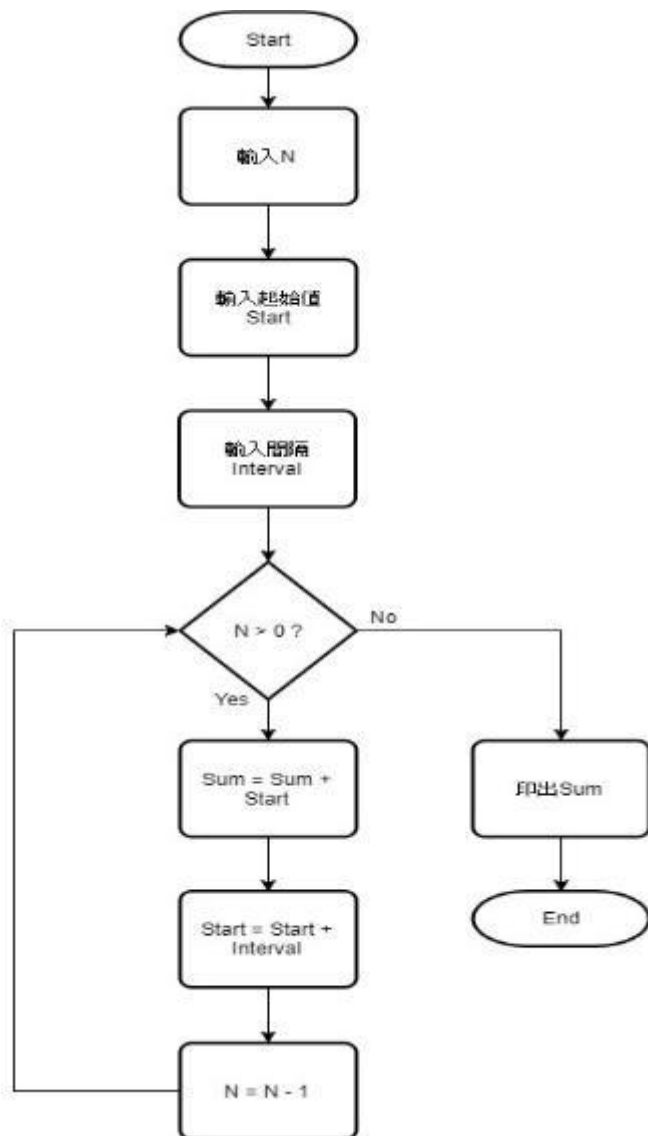 Start
輸入N
輸入起始值
Start
輸入間隔
Interval
N > 0 ?
No
Yes
Sum = Sum +
Start
印出Sum
Start = Start +
Interval
End
N = N - 1